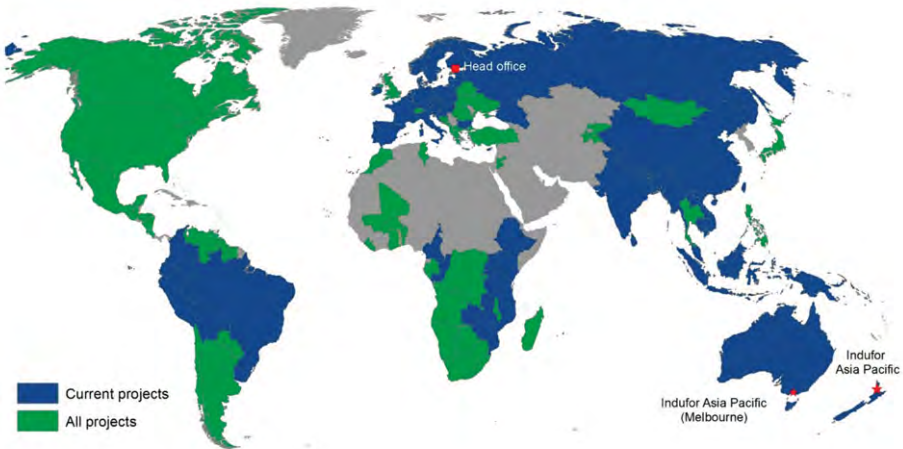 Head office
Indufor
Asia Pacific
Indufor Asia Pacific
(Melbourne)
Current projects
All projects